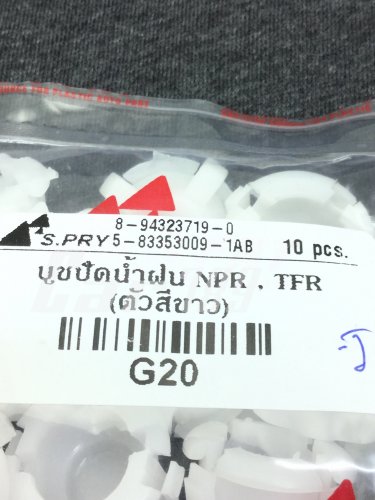 8-94323719-0
S.PRY 5-83353009-1AB 10 pcs.
บูชปัดน้ำฝน NPR , TFR
(ตัวสีขาว)
G20
-J